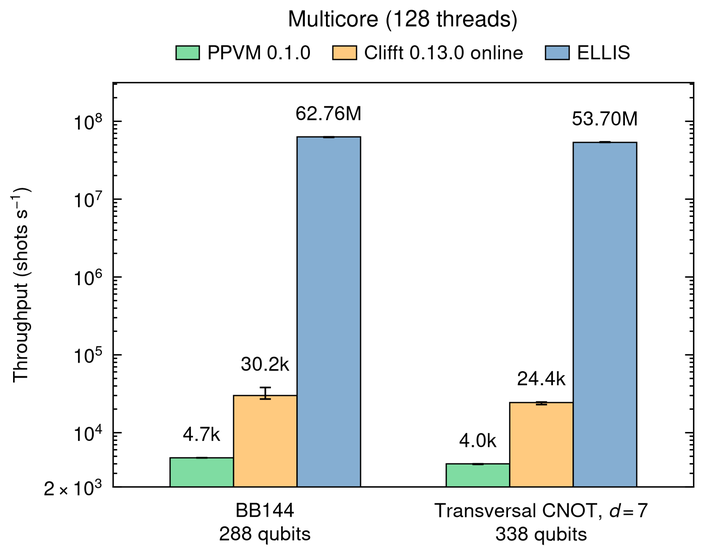 Multicore (128 threads)
PPVM 0.1.0 Clifft 0.13.0 online ELLIS
Throughput (shots s⁻¹)
10⁸
10⁷
10⁶
10⁵
10⁴
2 × 10³
4.7k
30.2k
62.76M
4.0k
24.4k
53.70M
BB144
288 qubits
Transversal CNOT, d = 7
338 qubits